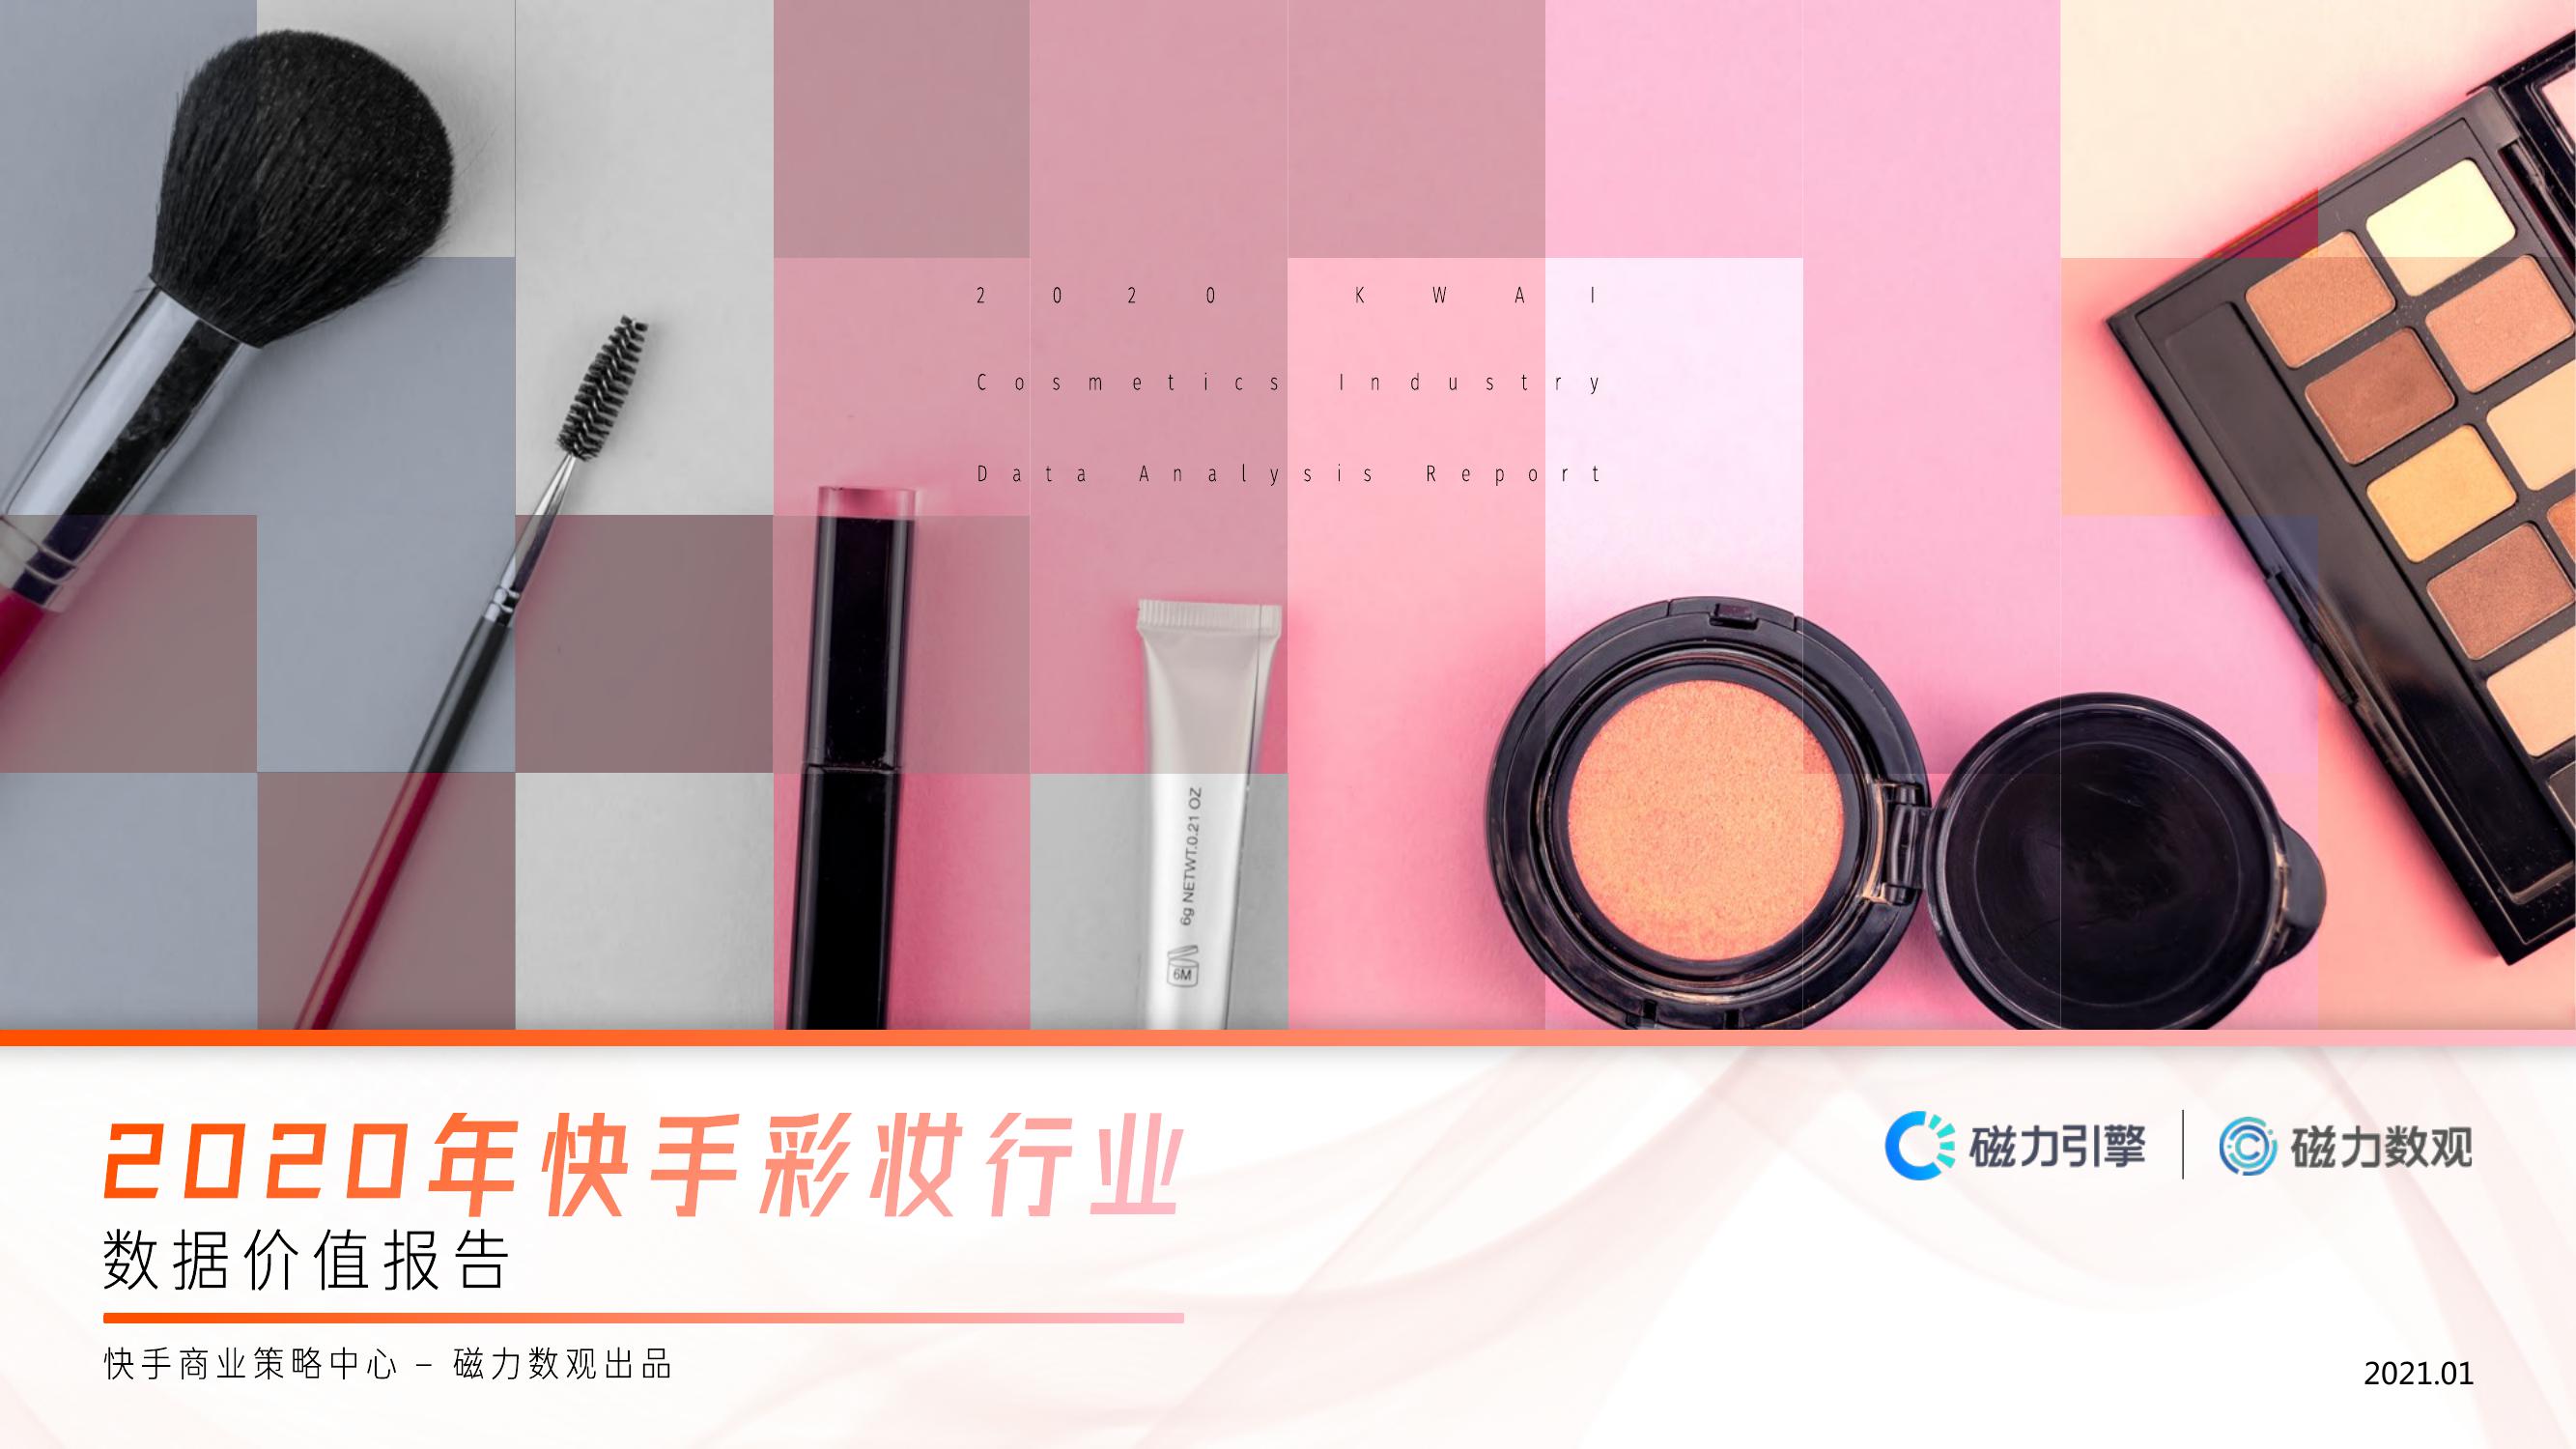 2020 KWAI
Cosmetics Industry
Data Analysis Report
6g NETWT.0.21 OZ
6M
2020年快手彩妆行业
数据价值报告
快手商业策略中心 – 磁力数观出品
磁力引擎 | 磁力数观
2021.01